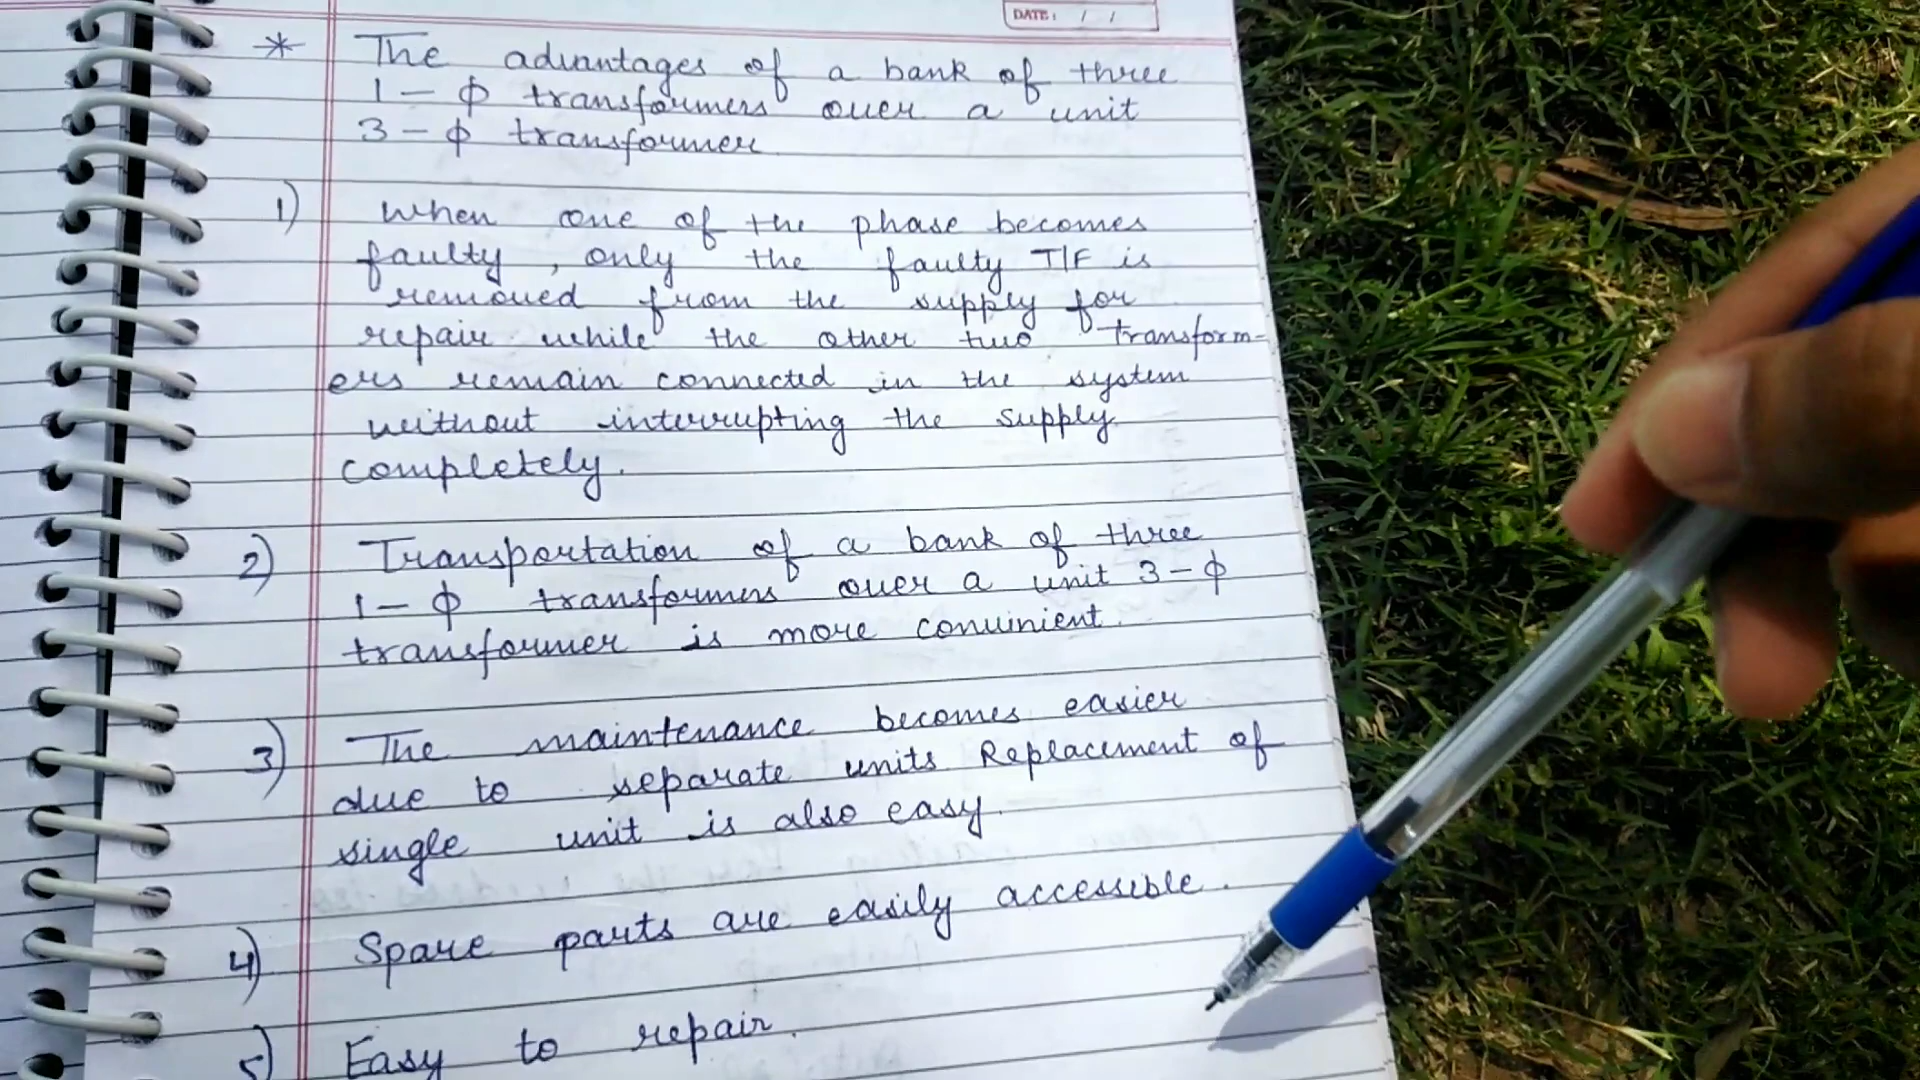 DATE: / /
* The advantages of a bank of three
1-ϕ transformers over a unit
3-ϕ transformer
1) When one of the phase becomes
faulty, only the faulty T/F is
removed from the supply for
repair while the other two transform-
ers remain connected in the system
without interrupting the supply
completely.
2) Transportation of a bank of three
1-ϕ transformers over a unit 3-ϕ
transformer is more convinient.
3) The maintenance becomes easier
due to separate units Replacement of
single unit is also easy.
4) Spare parts are easily accessible.
5) Easy to repair.